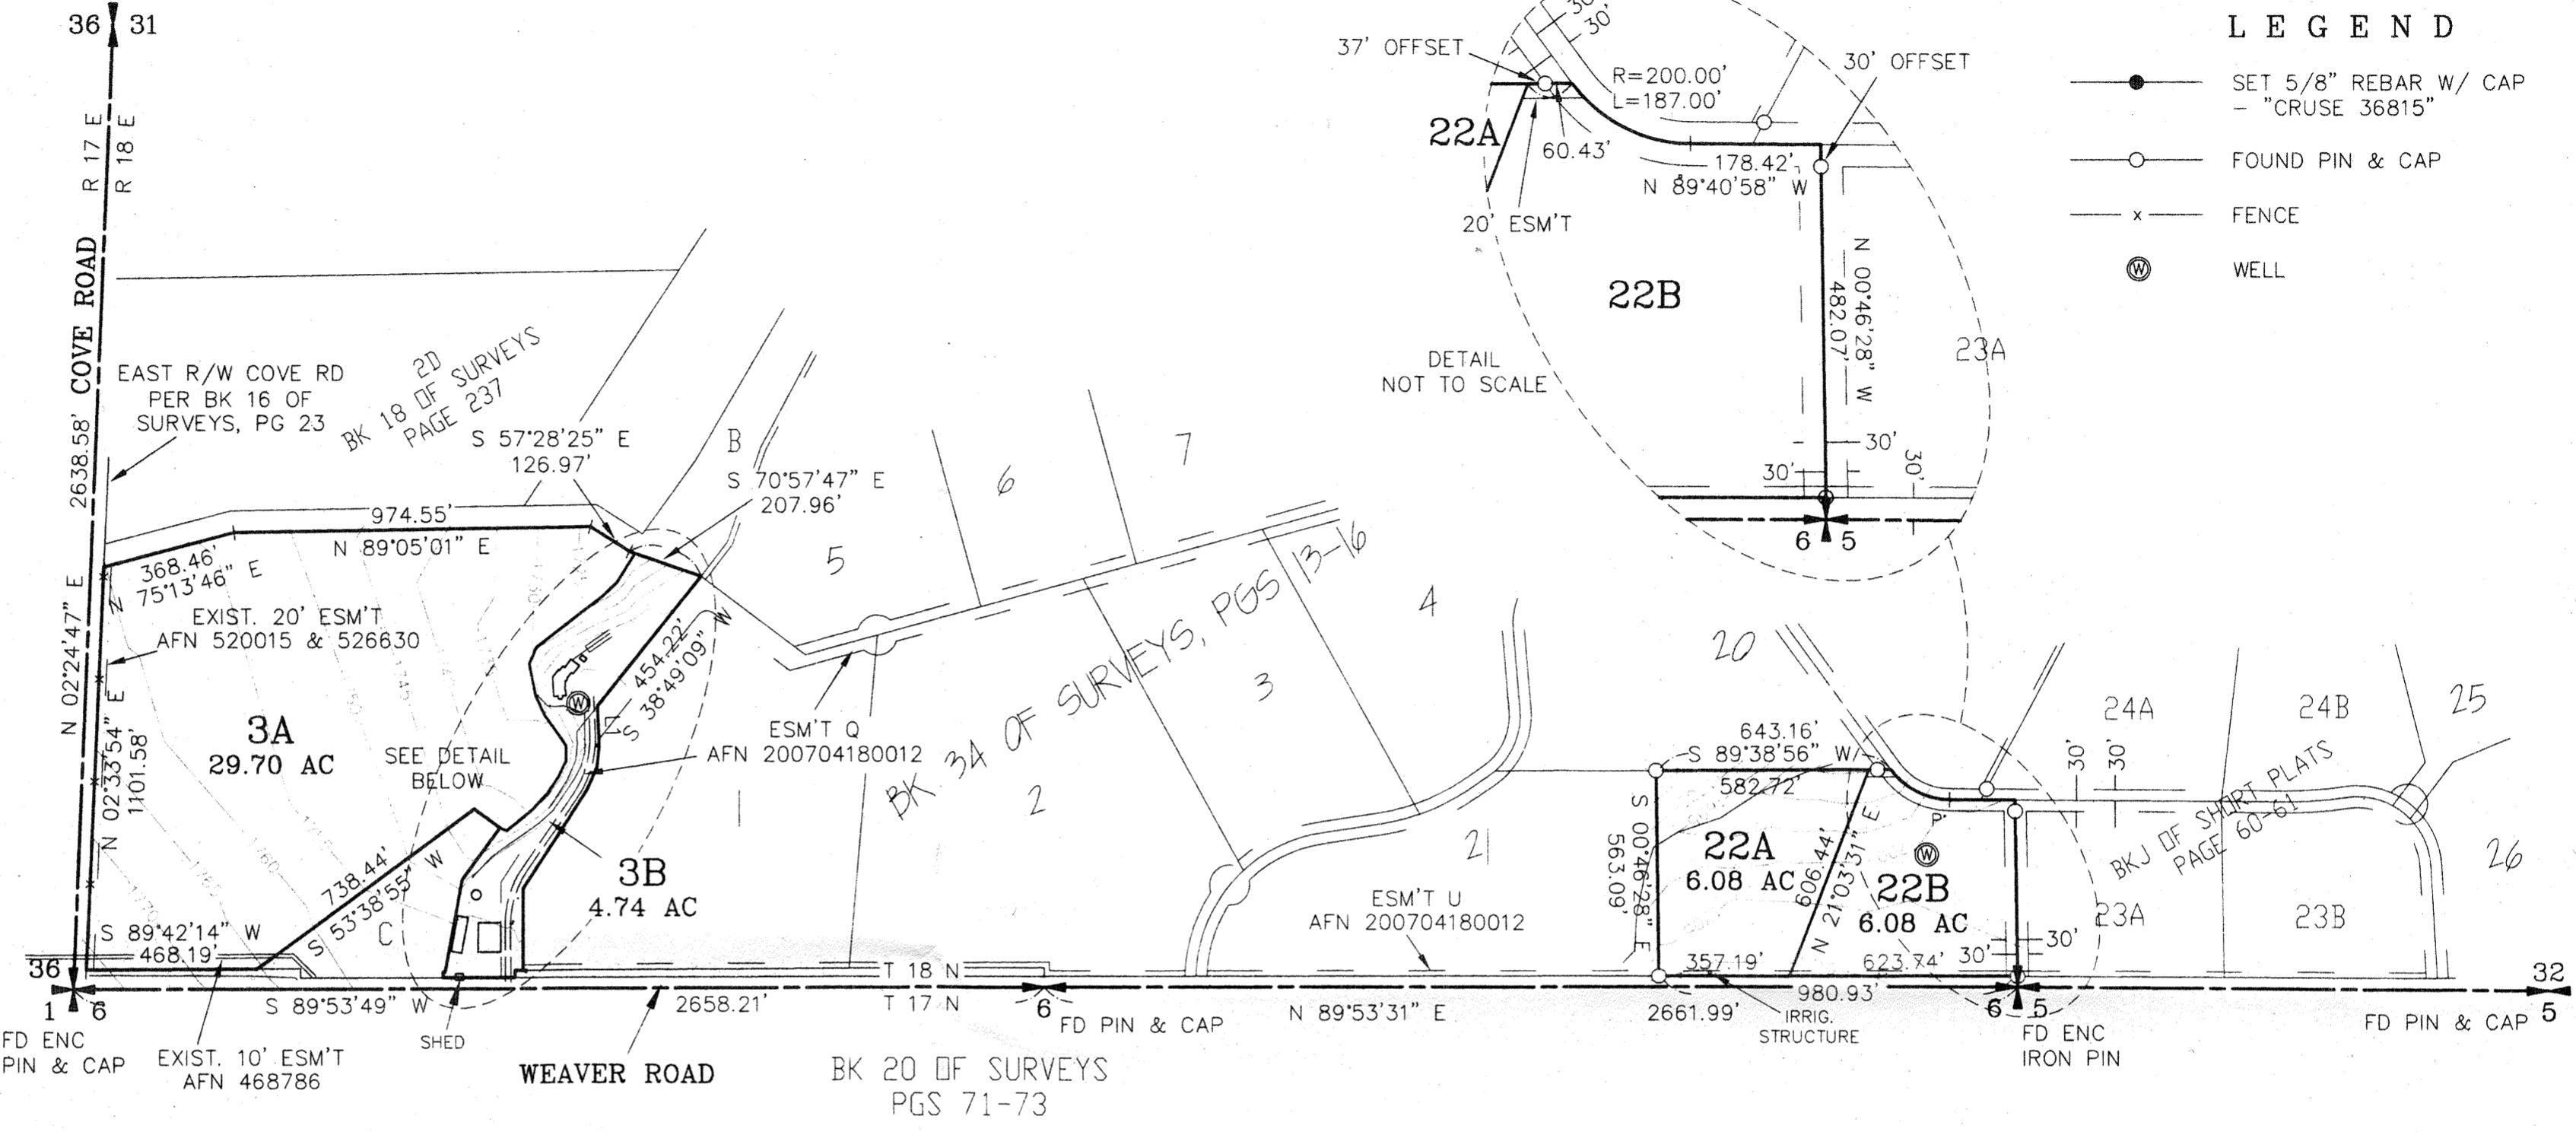 36 31
R 17 E
R 18 E
2638.58' COVE ROAD
N 02°24'47" E
EAST R/W COVE RD
PER BK 16 OF
SURVEYS, PG 23
2D
BK 18 OF SURVEYS
PAGE 237
S 57°28'25" E
126.97'
B
S 70°57'47" E
207.96'
974.55'
N 89°05'01" E
368.46'
N 75°13'46" E
EXIST. 20' ESM'T
AFN 520015 & 526630
N 02°33'54" E
1101.58'
3A
29.70 AC
SEE DETAIL
BELOW
454.22'
S 38°49'09" W
W
ESM'T Q
AFN 200704180012
738.44'
S 53°38'55" W
C
3B
4.74 AC
S 89°42'14" W
468.19'
36
1 6
FD ENC
PIN & CAP
EXIST. 10' ESM'T
AFN 468786
S 89°53'49" W
SHED
WEAVER ROAD
2658.21'
T 18 N
T 17 N
6
FD PIN & CAP
BK 20 OF SURVEYS
PGS 71-73
5
6
7
1
2
3
4
BK 34 OF SURVEYS, PGS 13-16
20
21
ESM'T U
AFN 200704180012
N 89°53'31" E
2661.99'
643.16'
S 89°38'56" W
582.72'
S 00°46'28" E
563.09'
22A
6.08 AC
606.44'
N 21°03'31" E
W
22B
6.08 AC
357.19'
623.74'
980.93'
IRRIG.
STRUCTURE
30'
30'
6 5
FD ENC
IRON PIN
30'
30'
24A
24B
25
26
23A
23B
BKJ OF SHORT PLATS
PAGE 60-61
32
5
FD PIN & CAP
30'
30'
37' OFFSET
R=200.00'
L=187.00'
30' OFFSET
22A
60.43'
178.42'
N 89°40'58" W
20' ESM'T
22B
N 00°46'28" W
482.07'
23A
DETAIL
NOT TO SCALE
30'
30'
30'
6 5
LEGEND
SET 5/8" REBAR W/ CAP
- "CRUSE 36815"
FOUND PIN & CAP
x FENCE
W WELL